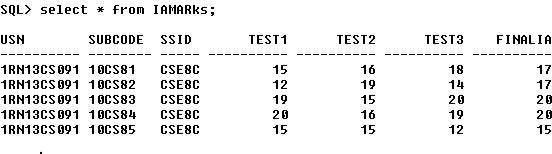 SQL> select * from IAMARks;
USN SUBCODE SSID TEST1 TEST2 TEST3 FINALIA
---------- -------- ----- ---------- ---------- ---------- ----------
1RN13CS091 10CS81 CSE8C 15 16 18 17
1RN13CS091 10CS82 CSE8C 12 19 14 17
1RN13CS091 10CS83 CSE8C 19 15 20 20
1RN13CS091 10CS84 CSE8C 20 16 19 20
1RN13CS091 10CS85 CSE8C 15 15 12 15